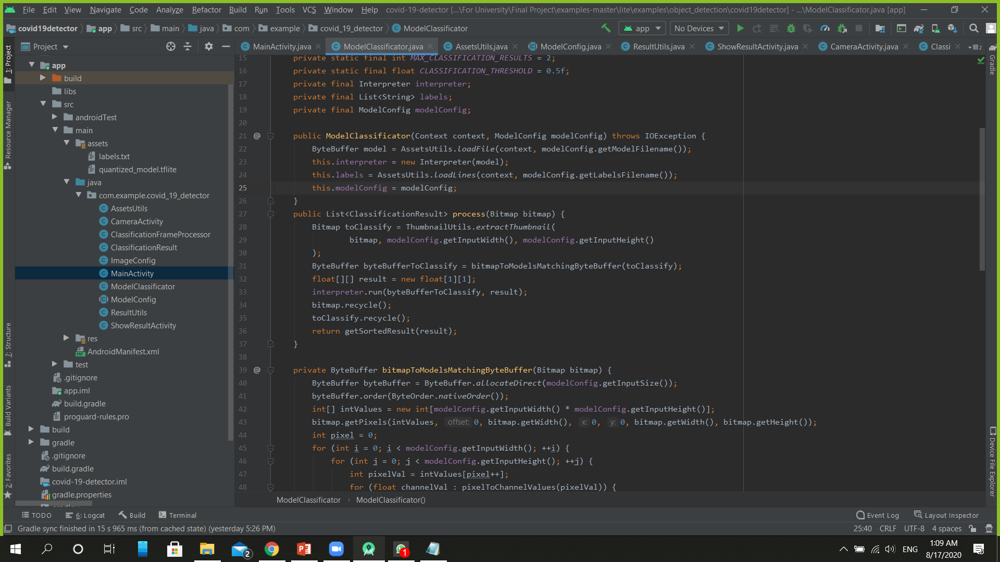 File Edit View Navigate Code Analyze Refactor Build Run Tools VCS Window Help covid-19-detector [...\For University\Final Project\examples-master\lite\examples\object_detection\covid19detector] - ...\ModelClassificator.java [app]
covid19detector app src main java com example covid_19_detector ModelClassificator app No Devices
Project MainActivity.java ModelClassificator.java AssetsUtils.java ModelConfig.java ResultUtils.java ShowResultActivity.java CameraActivity.java Classi 2
1: Project
Resource Manager
7: Structure
Build Variants
2: Favorites
app
build
libs
src
androidTest
main
assets
labels.txt
quantized_model.tflite
java
com.example.covid_19_detector
AssetsUtils
CameraActivity
ClassificationFrameProcessor
ClassificationResult
ImageConfig
MainActivity
ModelClassificator
ModelConfig
ResultUtils
ShowResultActivity
res
AndroidManifest.xml
test
.gitignore
app.iml
build.gradle
proguard-rules.pro
build
gradle
.gitignore
build.gradle
covid-19-detector.iml
gradle.properties
15 private static final int MAX_CLASSIFICATION_RESULTS = 2;
16 private static final float CLASSIFICATION_THRESHOLD = 0.5f;
17 private final Interpreter interpreter;
18 private final List<String> labels;
19 private final ModelConfig modelConfig;
20
21 @ public ModelClassificator(Context context, ModelConfig modelConfig) throws IOException {
22 ByteBuffer model = AssetsUtils.loadFile(context, modelConfig.getModelFilename());
23 this.interpreter = new Interpreter(model);
24 this.labels = AssetsUtils.loadLines(context, modelConfig.getLabelsFilename());
25 this.modelConfig = modelConfig;
26 }
27 public List<ClassificationResult> process(Bitmap bitmap) {
28 Bitmap toClassify = ThumbnailUtils.extractThumbnail(
29 bitmap, modelConfig.getInputWidth(), modelConfig.getInputHeight()
30 );
31 ByteBuffer byteBufferToClassify = bitmapToModelsMatchingByteBuffer(toClassify);
32 float[][] result = new float[1][1];
33 interpreter.run(byteBufferToClassify, result);
34 bitmap.recycle();
35 toClassify.recycle();
36 return getSortedResult(result);
37 }
38
39 @ private ByteBuffer bitmapToModelsMatchingByteBuffer(Bitmap bitmap) {
40 ByteBuffer byteBuffer = ByteBuffer.allocateDirect(modelConfig.getInputSize());
41 byteBuffer.order(ByteOrder.nativeOrder());
42 int[] intValues = new int[modelConfig.getInputWidth() * modelConfig.getInputHeight()];
43 bitmap.getPixels(intValues, offset: 0, bitmap.getWidth(), x: 0, y: 0, bitmap.getWidth(), bitmap.getHeight());
44 int pixel = 0;
45 for (int i = 0; i < modelConfig.getInputWidth(); ++i) {
46 for (int j = 0; j < modelConfig.getInputHeight(); ++j) {
47 int pixelVal = intValues[pixel++];
48 for (float channelVal : pixelToChannelValues(pixelVal)) {
Gradle
Device File Explorer
ModelClassificator ModelClassificator()
TODO 6: Logcat Build Terminal Event Log Layout Inspector
Gradle sync finished in 15 s 965 ms (from cached state) (yesterday 5:26 PM) 25:40 CRLF UTF-8 4 spaces
2 1 ENG 1:09 AM
8/17/2020